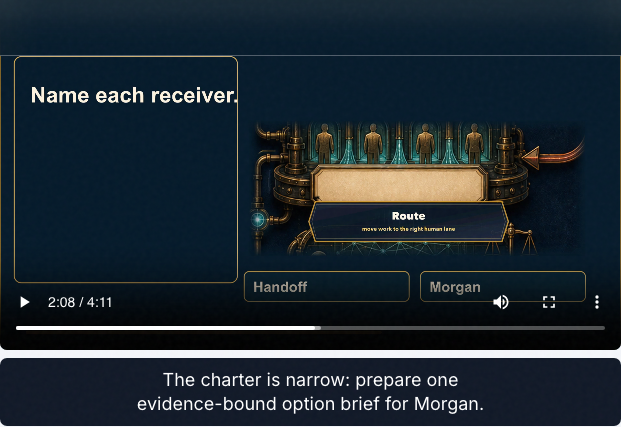 Name each receiver.
Route
move work to the right human lane
Handoff
Morgan
2:08 / 4:11
The charter is narrow: prepare one
evidence-bound option brief for Morgan.